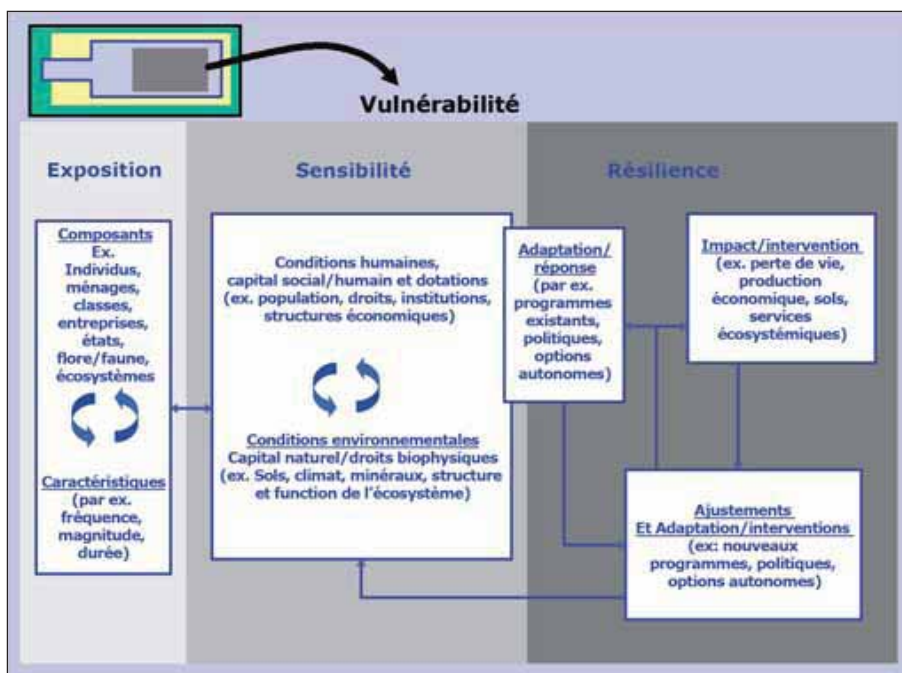 Vulnérabilité
Exposition
Sensibilité
Résilience
Composants
Ex.
Individus,
ménages,
classes,
entreprises,
états,
flore/faune,
écosystèmes
Caractéristiques
(par ex.
fréquence,
magnitude,
durée)
Conditions humaines,
capital social/humain et dotations
(ex. population, droits, institutions,
structures économiques)
Conditions environnementales
Capital naturel/droits biophysiques
(ex. Sols, climat, minéraux, structure
et function de l'écosystème)
Adaptation/
réponse
(par ex.
programmes
existants,
politiques,
options
autonomes)
Impact/intervention
(ex. perte de vie,
production
économique, sols,
services
écosystémiques)
Ajustements
Et Adaptation/interventions
(ex: nouveaux
programmes, politiques,
options autonomes)